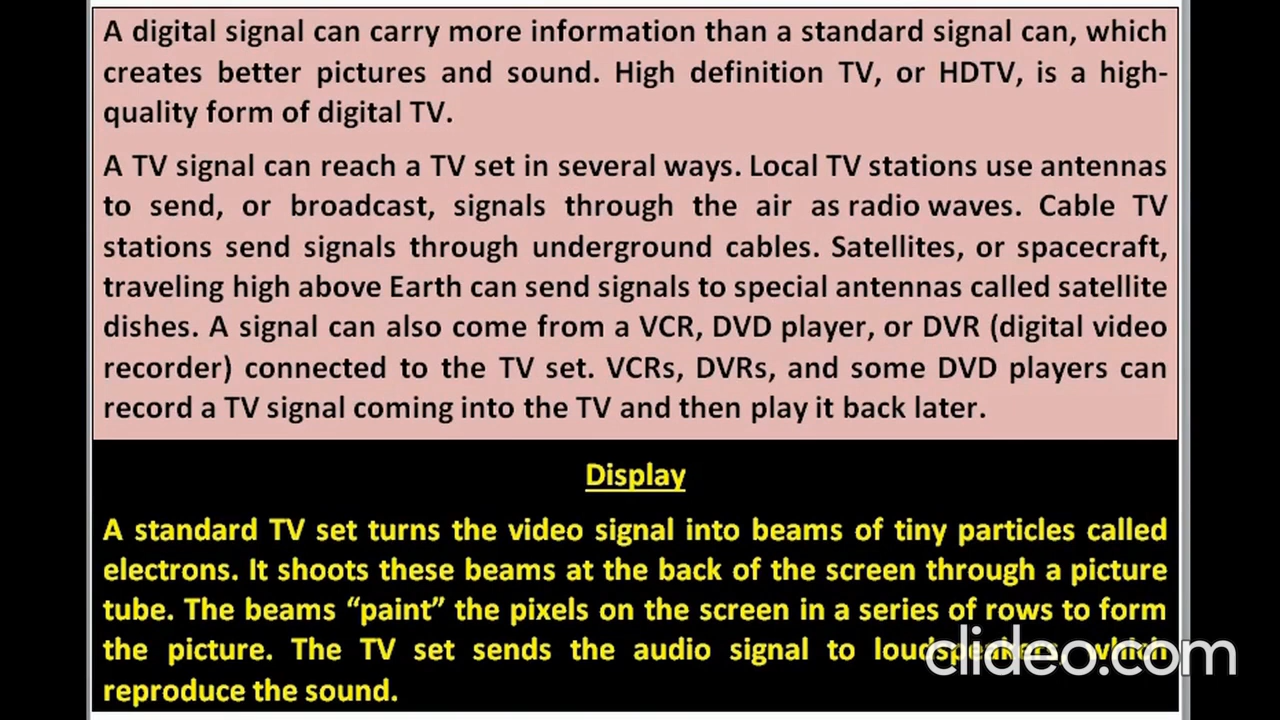 A digital signal can carry more information than a standard signal can, which
creates better pictures and sound. High definition TV, or HDTV, is a high-
quality form of digital TV.
A TV signal can reach a TV set in several ways. Local TV stations use antennas
to send, or broadcast, signals through the air as radio waves. Cable TV
stations send signals through underground cables. Satellites, or spacecraft,
traveling high above Earth can send signals to special antennas called satellite
dishes. A signal can also come from a VCR, DVD player, or DVR (digital video
recorder) connected to the TV set. VCRs, DVRs, and some DVD players can
record a TV signal coming into the TV and then play it back later.
Display
A standard TV set turns the video signal into beams of tiny particles called
electrons. It shoots these beams at the back of the screen through a picture
tube. The beams “paint” the pixels on the screen in a series of rows to form
the picture. The TV set sends the audio signal to loudspeakers, which
reproduce the sound.
clideo.com